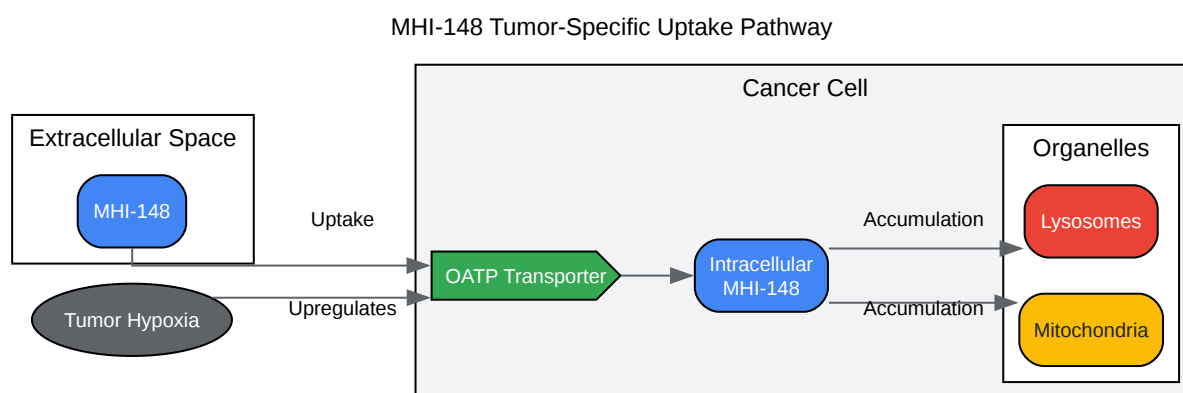 MHI-148 Tumor-Specific Uptake Pathway
Cancer Cell
Extracellular Space
MHI-148
Tumor Hypoxia
Uptake
Upregulates
OATP Transporter
Intracellular
MHI-148
Accumulation
Accumulation
Organelles
Lysosomes
Mitochondria